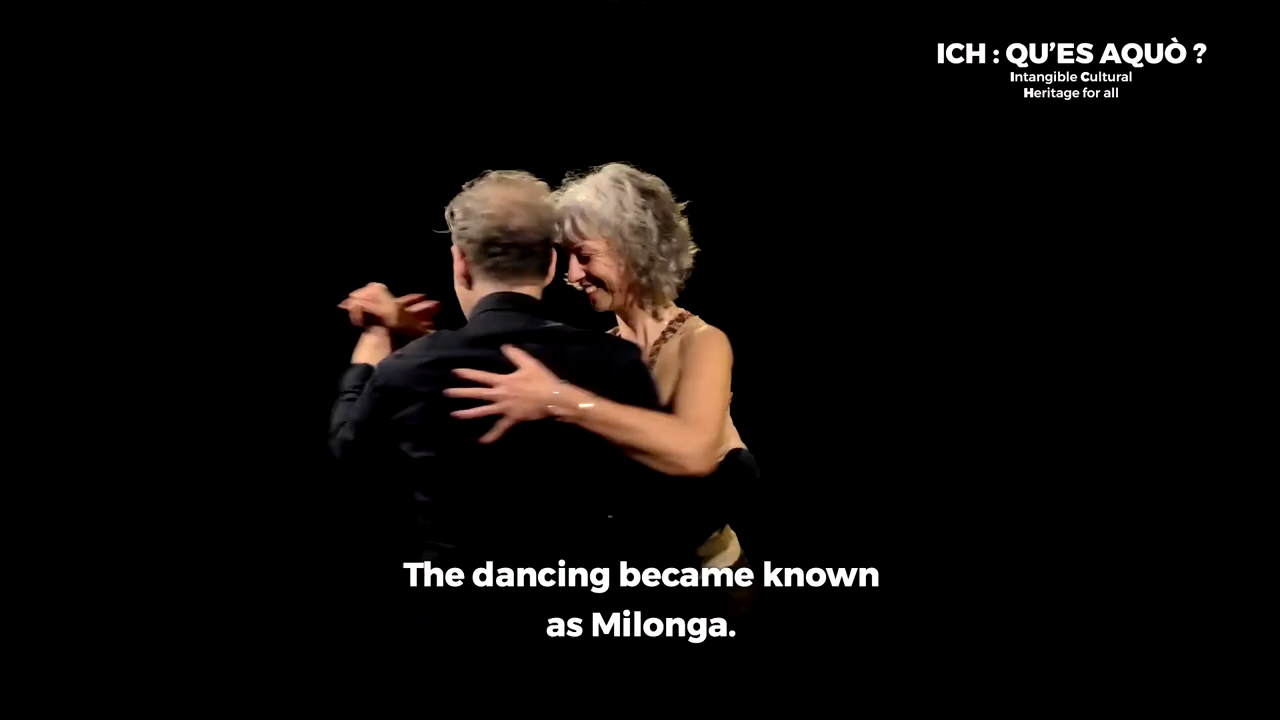 ICH : QU'ES AQUÒ ?
Intangible Cultural
Heritage for all
The dancing became known
as Milonga.